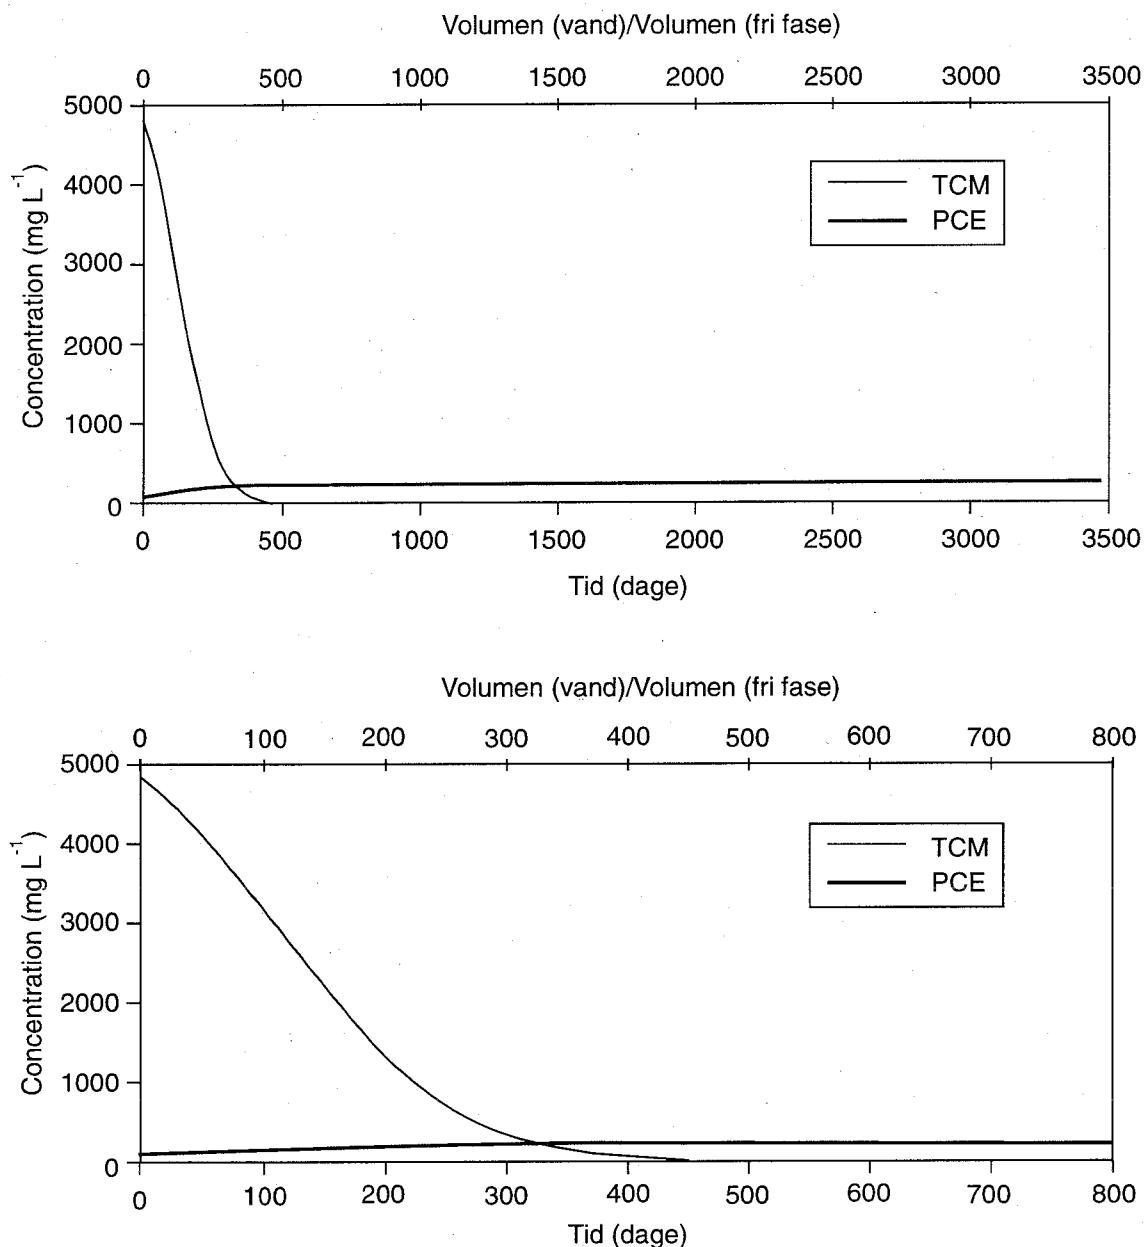 Volumen (vand)/Volumen (fri fase)
0 500 1000 1500 2000 2500 3000 3500
5000
4000
3000
2000
1000
0
Concentration (mg L⁻¹)
TCM
PCE
0 500 1000 1500 2000 2500 3000 3500
Tid (dage)
Volumen (vand)/Volumen (fri fase)
0 100 200 300 400 500 600 700 800
5000
4000
3000
2000
1000
0
Concentration (mg L⁻¹)
TCM
PCE
0 100 200 300 400 500 600 700 800
Tid (dage)